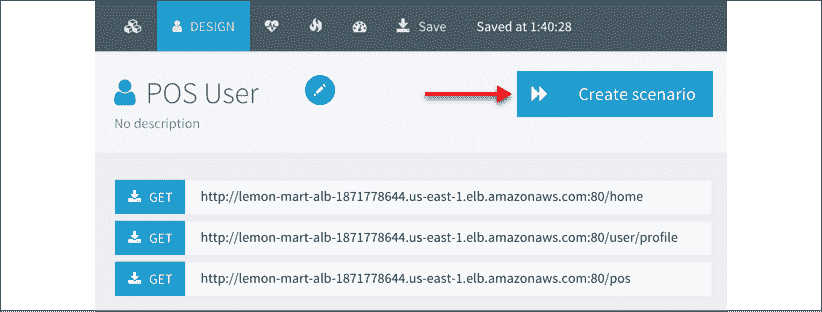 DESIGN Save Saved at 1:40:28
POS User
Create scenario
No description
GET http://lemon-mart-alb-1871778644.us-east-1.elb.amazonaws.com:80/home
GET http://lemon-mart-alb-1871778644.us-east-1.elb.amazonaws.com:80/user/profile
GET http://lemon-mart-alb-1871778644.us-east-1.elb.amazonaws.com:80/pos